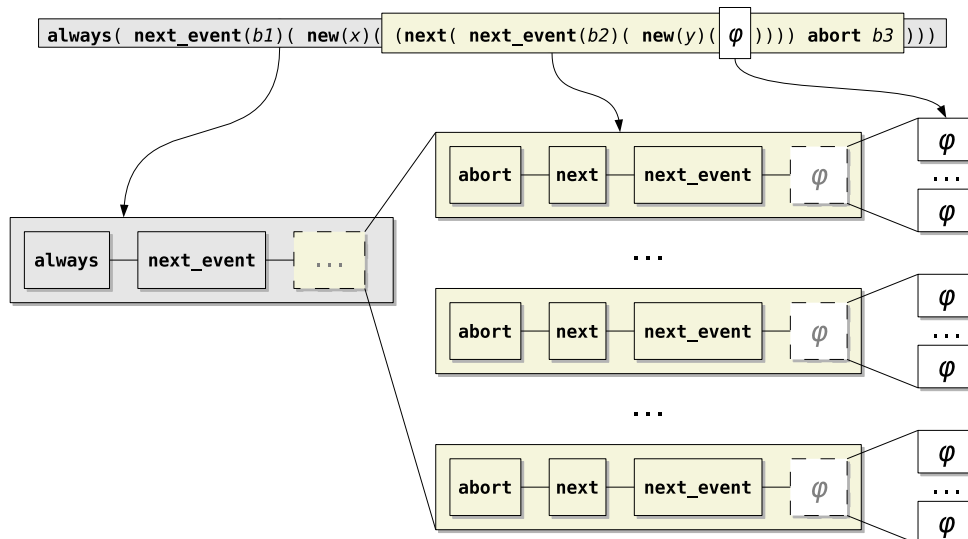 always( next_event(b1)( new(x)( (next( next_event(b2)( new(y)( φ )))) abort b3 )))
φ
abort next next_event φ
...
φ
always next_event ...
...
φ
abort next next_event φ
...
φ
...
φ
abort next next_event φ
...
φ